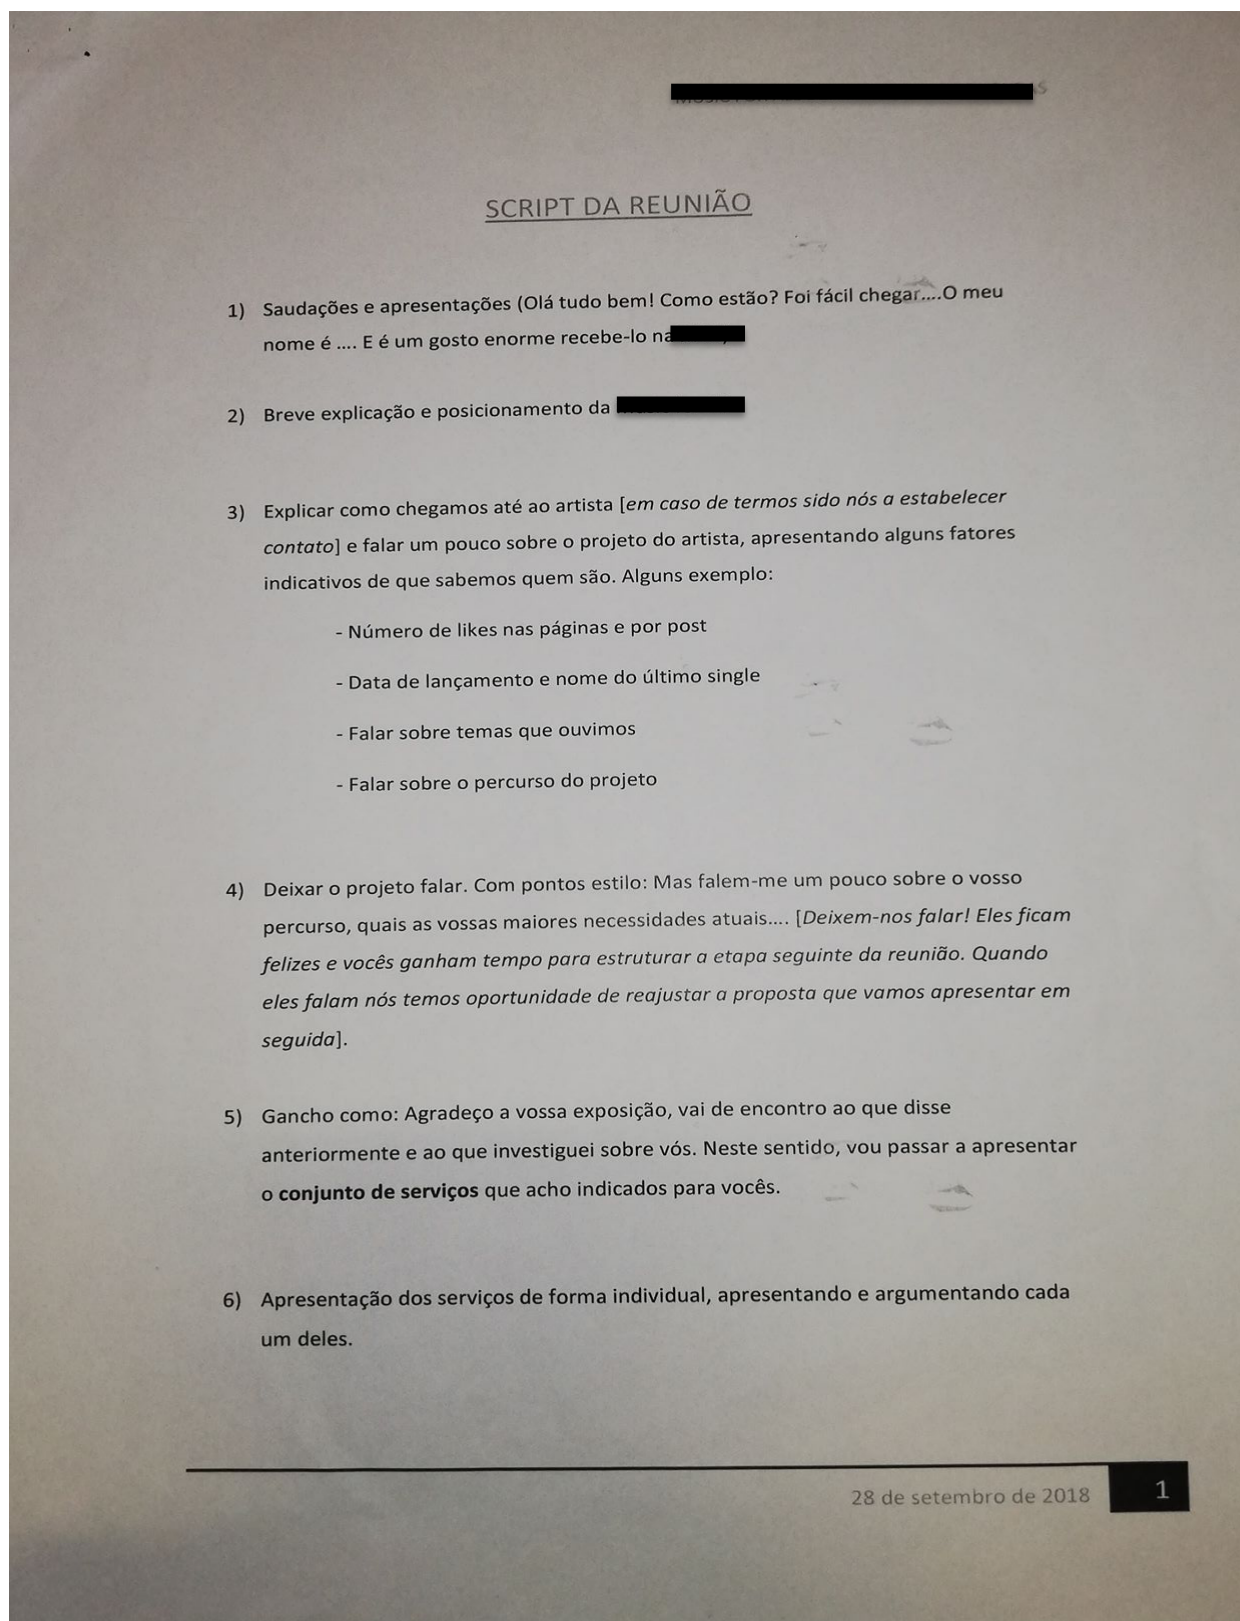 SCRIPT DA REUNIÃO
1) Saudações e apresentações (Olá tudo bem! Como estão? Foi fácil chegar....O meu
nome é .... E é um gosto enorme recebe-lo na
2) Breve explicação e posicionamento da
3) Explicar como chegamos até ao artista [em caso de termos sido nós a estabelecer
contato] e falar um pouco sobre o projeto do artista, apresentando alguns fatores
indicativos de que sabemos quem são. Alguns exemplo:
- Número de likes nas páginas e por post
- Data de lançamento e nome do último single
- Falar sobre temas que ouvimos
- Falar sobre o percurso do projeto
4) Deixar o projeto falar. Com pontos estilo: Mas falem-me um pouco sobre o vosso
percurso, quais as vossas maiores necessidades atuais.... [Deixem-nos falar! Eles ficam
felizes e vocês ganham tempo para estruturar a etapa seguinte da reunião. Quando
eles falam nós temos oportunidade de reajustar a proposta que vamos apresentar em
seguida].
5) Gancho como: Agradeço a vossa exposição, vai de encontro ao que disse
anteriormente e ao que investiguei sobre vós. Neste sentido, vou passar a apresentar
o conjunto de serviços que acho indicados para vocês.
6) Apresentação dos serviços de forma individual, apresentando e argumentando cada
um deles.
28 de setembro de 2018 1